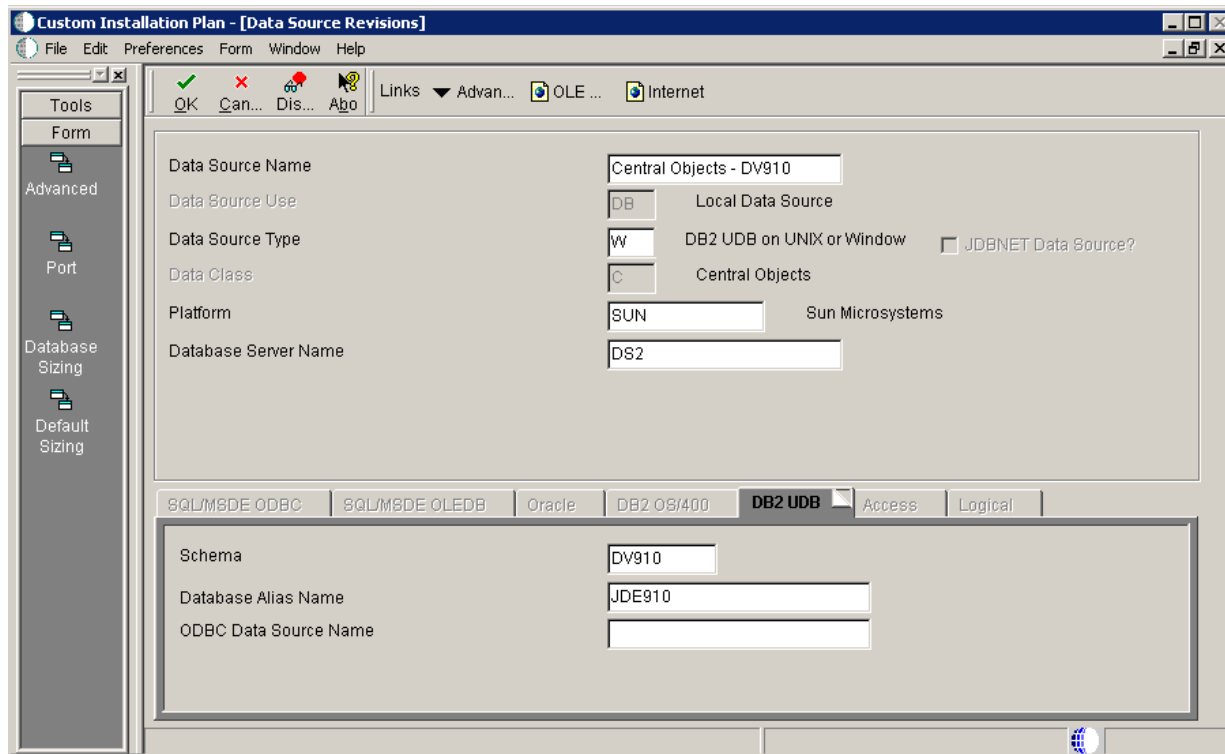 Custom Installation Plan - [Data Source Revisions]
File Edit Preferences Form Window Help
Tools
Form
Advanced
Port
Database
Sizing
Default
Sizing
OK Can... Dis... Abo Links Advan... OLE ... Internet
Data Source Name Central Objects - DV910
Data Source Use DB Local Data Source
Data Source Type W DB2 UDB on UNIX or Window JDBNET Data Source?
Data Class C Central Objects
Platform SUN Sun Microsystems
Database Server Name DS2
SQL/MSDE ODBC SQL/MSDE OLEDB Oracle DB2 OS/400 DB2 UDB Access Logical
Schema DV910
Database Alias Name JDE910
ODBC Data Source Name